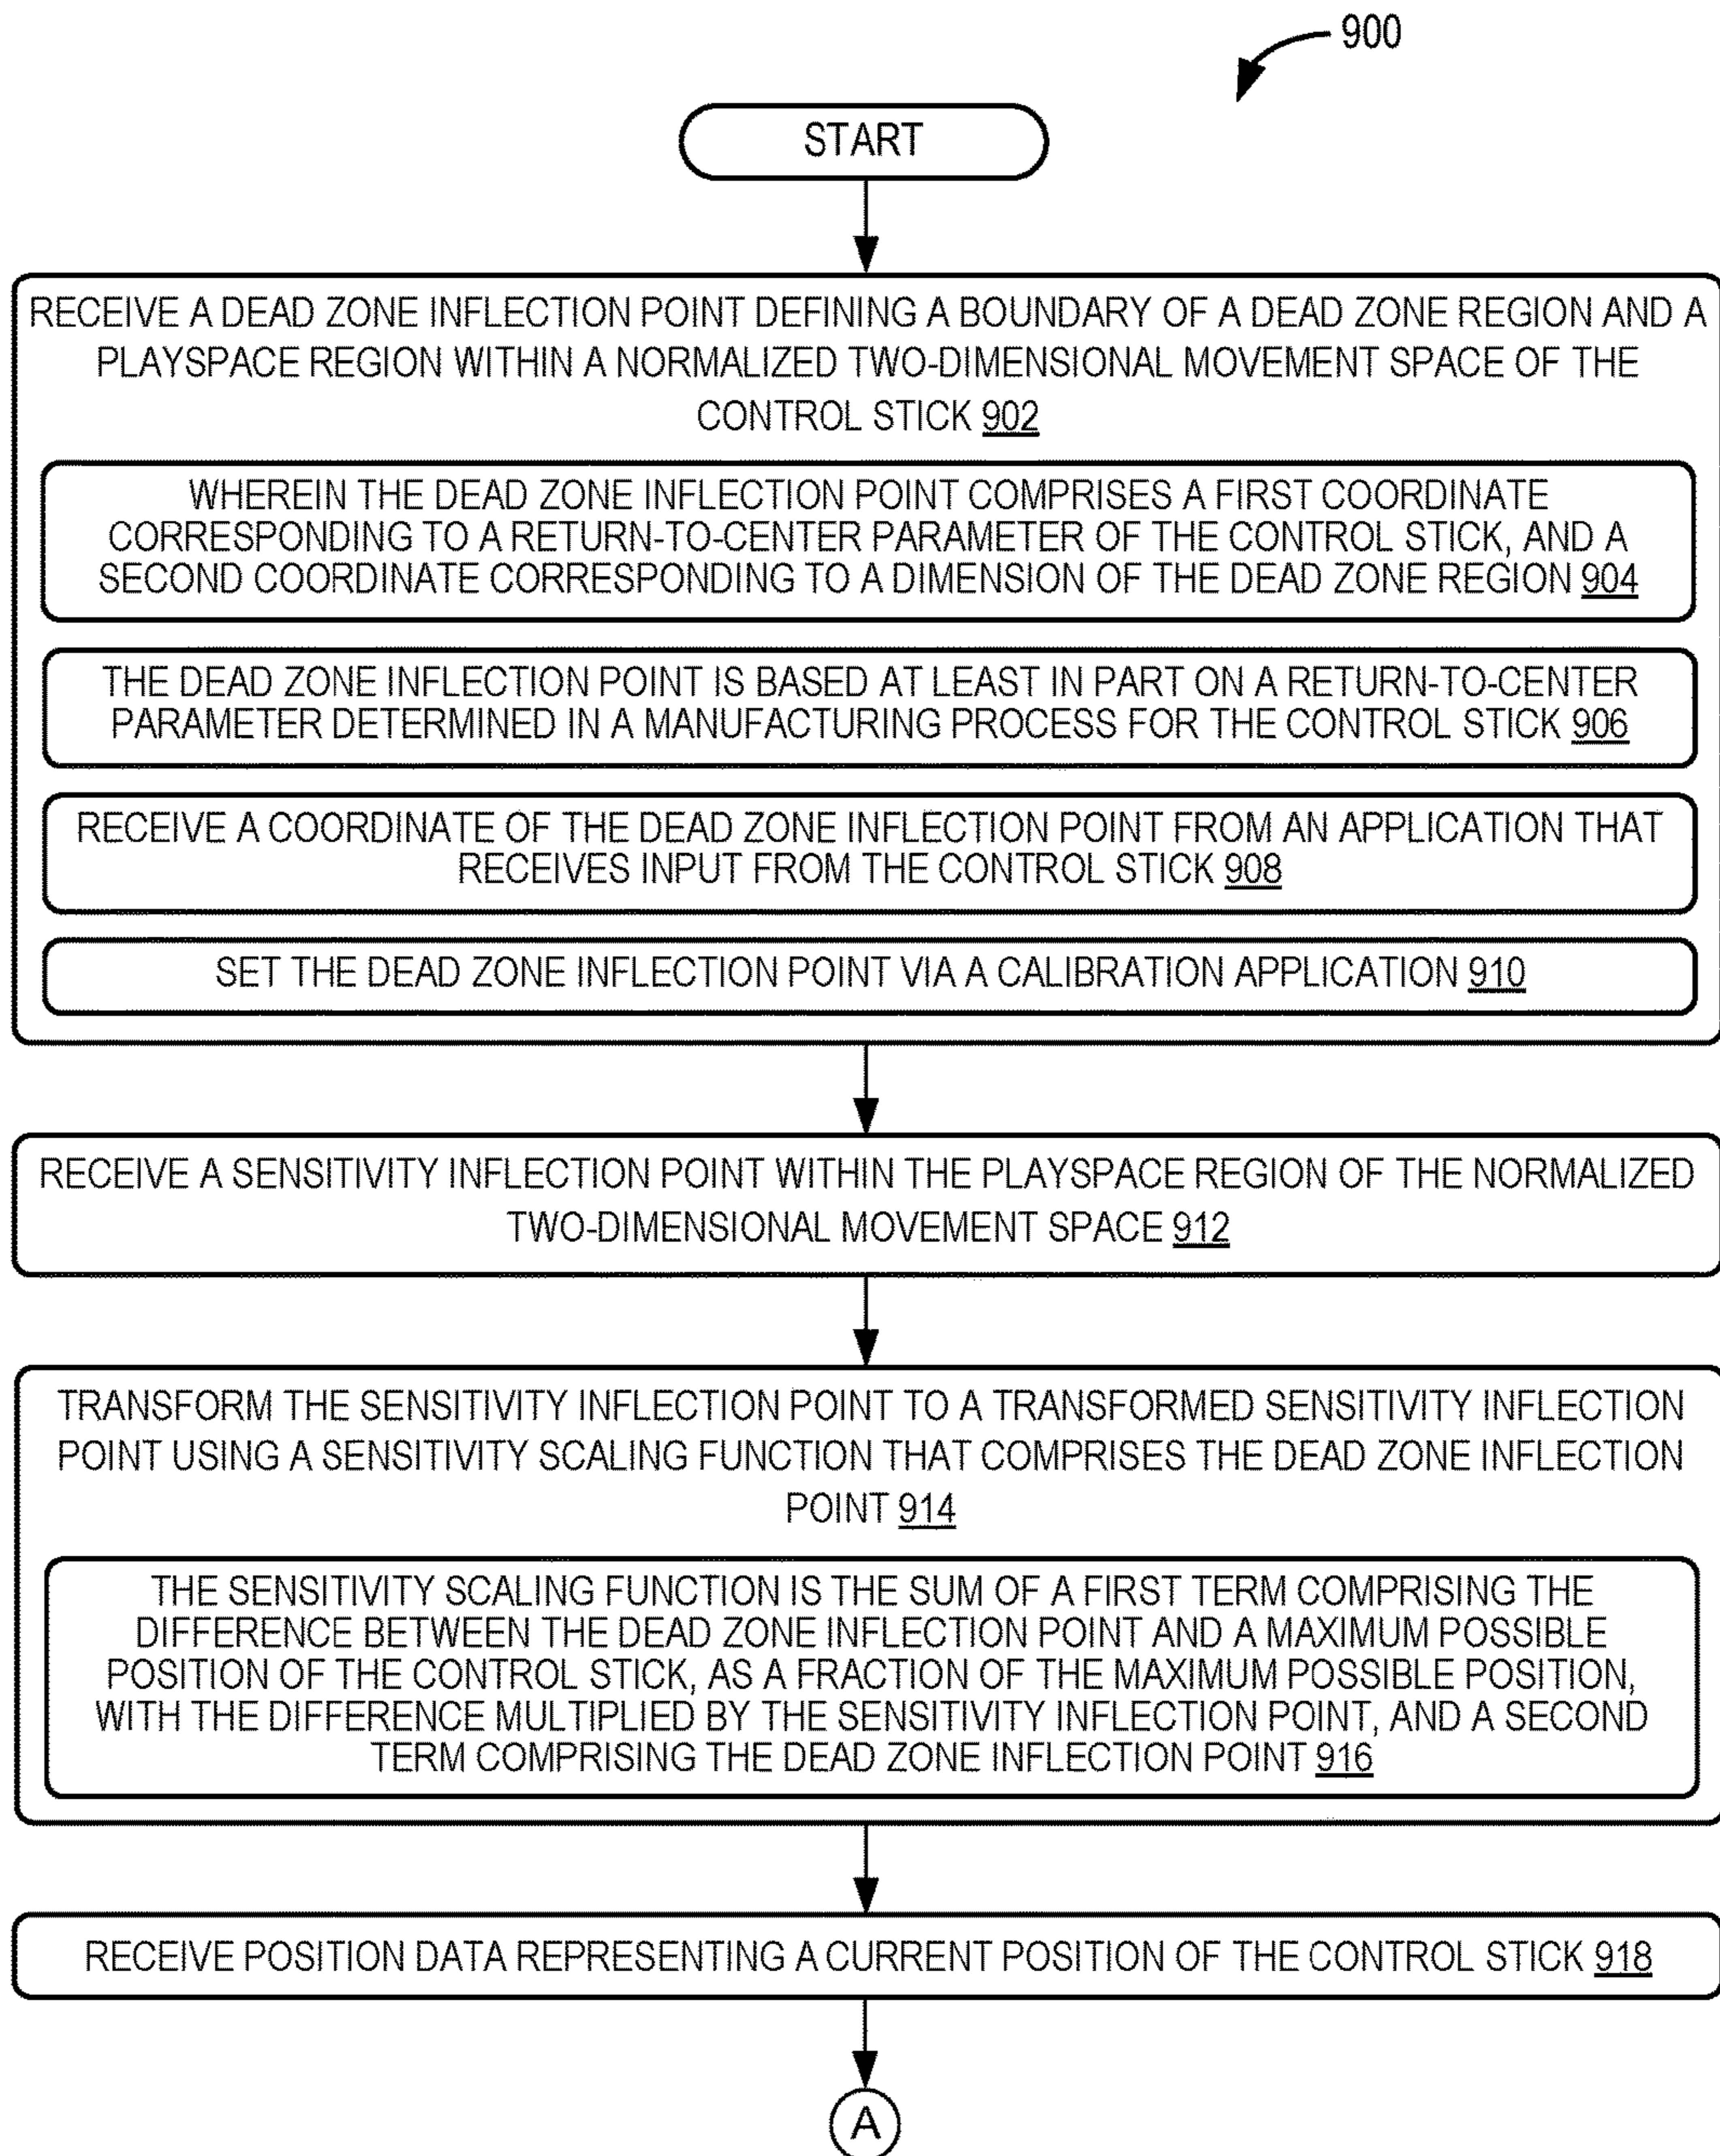 900
START
RECEIVE A DEAD ZONE INFLECTION POINT DEFINING A BOUNDARY OF A DEAD ZONE REGION AND A
PLAYSPACE REGION WITHIN A NORMALIZED TWO-DIMENSIONAL MOVEMENT SPACE OF THE
CONTROL STICK 902
WHEREIN THE DEAD ZONE INFLECTION POINT COMPRISES A FIRST COORDINATE
CORRESPONDING TO A RETURN-TO-CENTER PARAMETER OF THE CONTROL STICK, AND A
SECOND COORDINATE CORRESPONDING TO A DIMENSION OF THE DEAD ZONE REGION 904
THE DEAD ZONE INFLECTION POINT IS BASED AT LEAST IN PART ON A RETURN-TO-CENTER
PARAMETER DETERMINED IN A MANUFACTURING PROCESS FOR THE CONTROL STICK 906
RECEIVE A COORDINATE OF THE DEAD ZONE INFLECTION POINT FROM AN APPLICATION THAT
RECEIVES INPUT FROM THE CONTROL STICK 908
SET THE DEAD ZONE INFLECTION POINT VIA A CALIBRATION APPLICATION 910
RECEIVE A SENSITIVITY INFLECTION POINT WITHIN THE PLAYSPACE REGION OF THE NORMALIZED
TWO-DIMENSIONAL MOVEMENT SPACE 912
TRANSFORM THE SENSITIVITY INFLECTION POINT TO A TRANSFORMED SENSITIVITY INFLECTION
POINT USING A SENSITIVITY SCALING FUNCTION THAT COMPRISES THE DEAD ZONE INFLECTION
POINT 914
THE SENSITIVITY SCALING FUNCTION IS THE SUM OF A FIRST TERM COMPRISING THE
DIFFERENCE BETWEEN THE DEAD ZONE INFLECTION POINT AND A MAXIMUM POSSIBLE
POSITION OF THE CONTROL STICK, AS A FRACTION OF THE MAXIMUM POSSIBLE POSITION,
WITH THE DIFFERENCE MULTIPLIED BY THE SENSITIVITY INFLECTION POINT, AND A SECOND
TERM COMPRISING THE DEAD ZONE INFLECTION POINT 916
RECEIVE POSITION DATA REPRESENTING A CURRENT POSITION OF THE CONTROL STICK 918
A